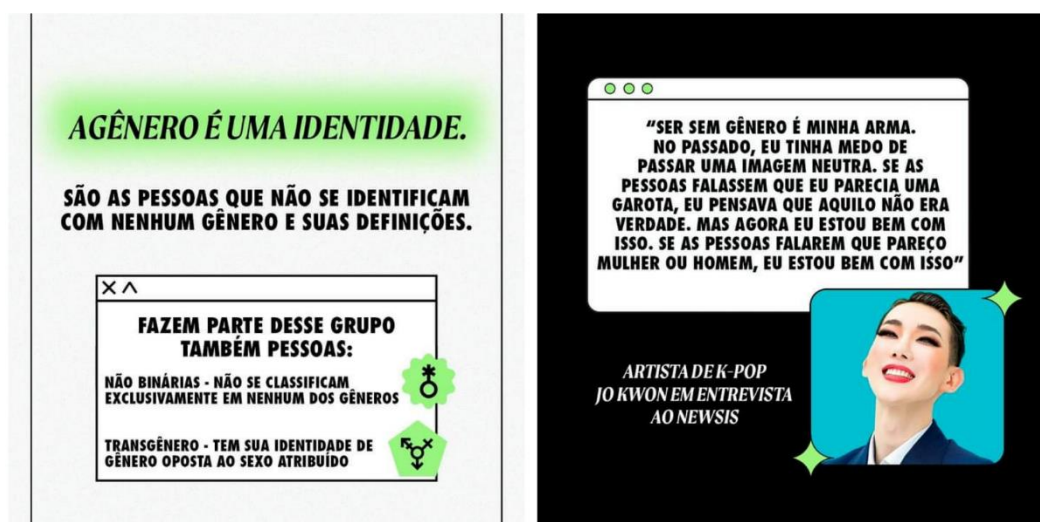 AGÊNERO É UMA IDENTIDADE.
SÃO AS PESSOAS QUE NÃO SE IDENTIFICAM
COM NENHUM GÊNERO E SUAS DEFINIÇÕES.
FAZEM PARTE DESSE GRUPO
TAMBÉM PESSOAS:
NÃO BINÁRIAS - NÃO SE CLASSIFICAM
EXCLUSIVAMENTE EM NENHUM DOS GÊNEROS
TRANSGÊNERO - TEM SUA IDENTIDADE DE
GÊNERO OPOSTA AO SEXO ATRIBUÍDO
"SER SEM GÊNERO É MINHA ARMA.
NO PASSADO, EU TINHA MEDO DE
PASSAR UMA IMAGEM NEUTRA. SE AS
PESSOAS FALASSEM QUE EU PARECIA UMA
GAROTA, EU PENSAVA QUE AQUILO NÃO ERA
VERDADE. MAS AGORA EU ESTOU BEM COM
ISSO. SE AS PESSOAS FALAREM QUE PAREÇO
MULHER OU HOMEM, EU ESTOU BEM COM ISSO"
ARTISTA DE K-POP
JO KWON EM ENTREVISTA
AO NEWSIS